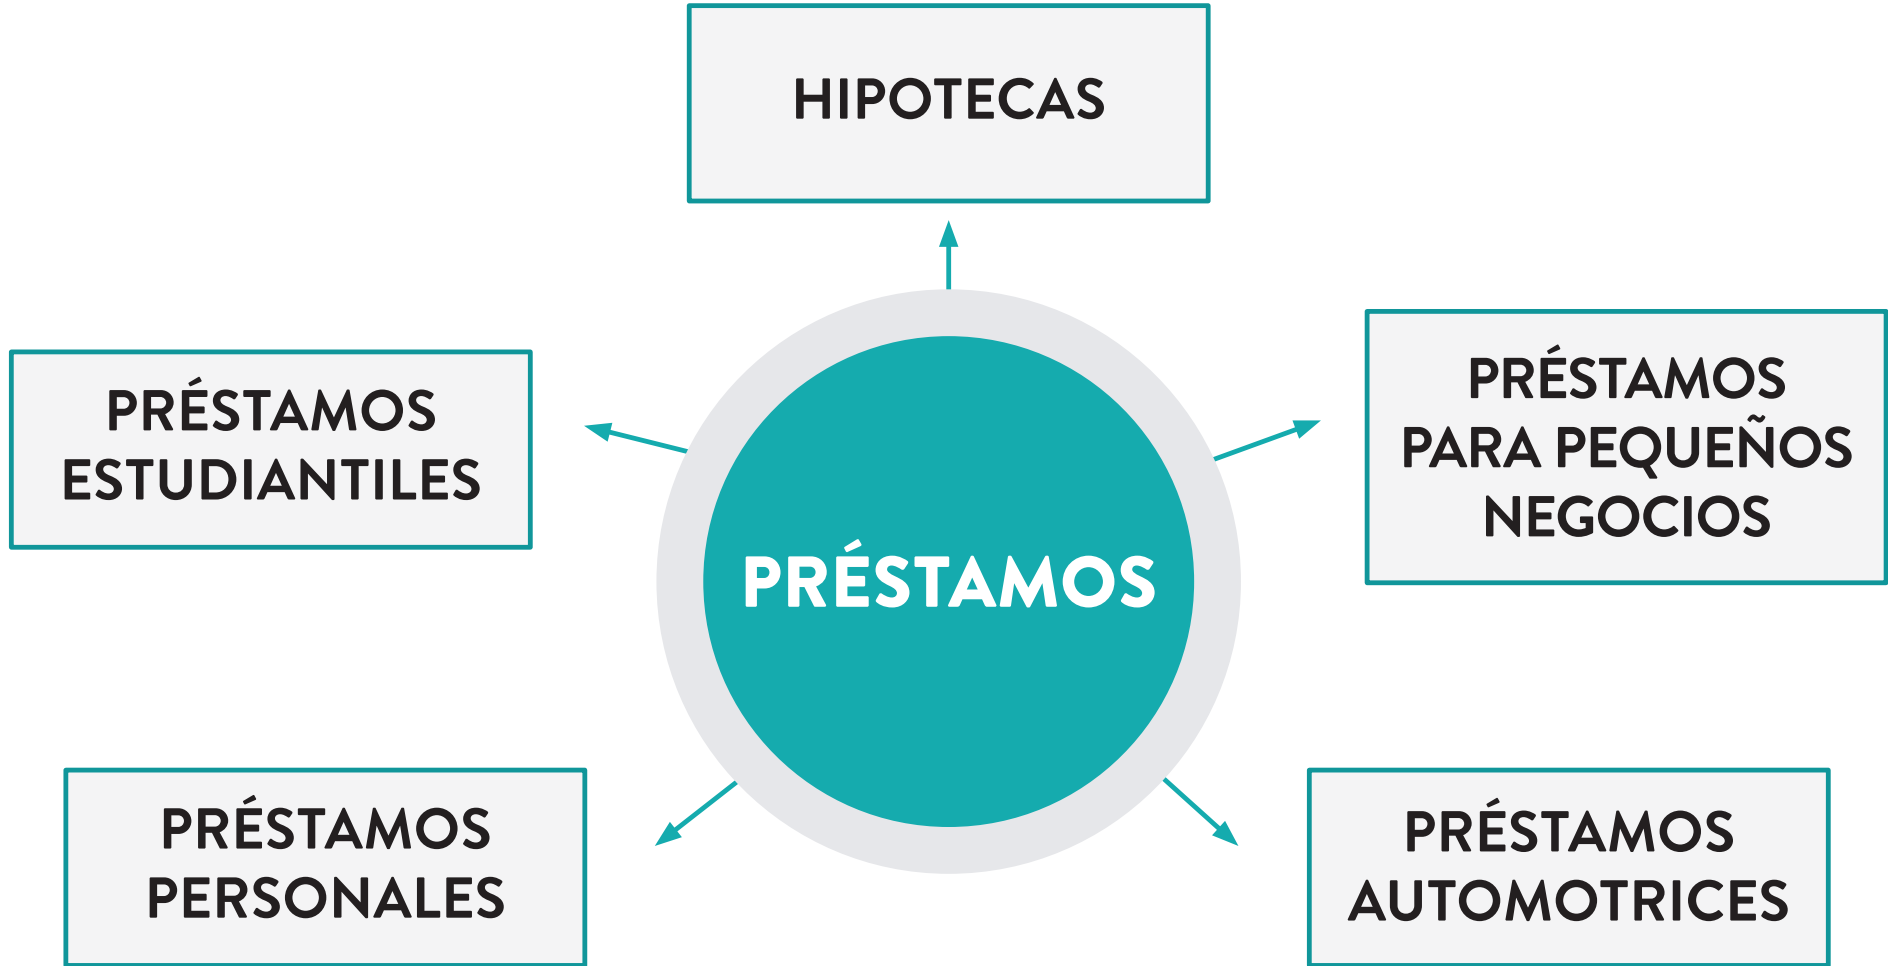 HIPOTECAS
PRÉSTAMOS
ESTUDIANTILES
PRÉSTAMOS
PARA PEQUEÑOS
NEGOCIOS
PRÉSTAMOS
PRÉSTAMOS
PERSONALES
PRÉSTAMOS
AUTOMOTRICES